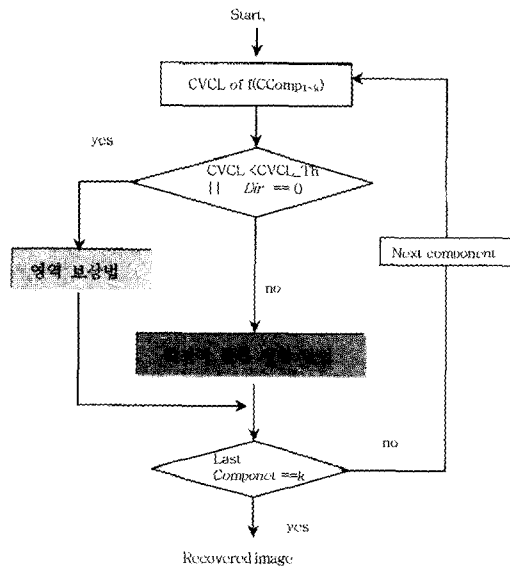 Start,
CVCL of f(CComp1~k)
yes
CVCL <CVCL_Th
|| Dir == 0
영역 보상법
Next component
no
no
Last
Componet ==k
yes
Recovered image